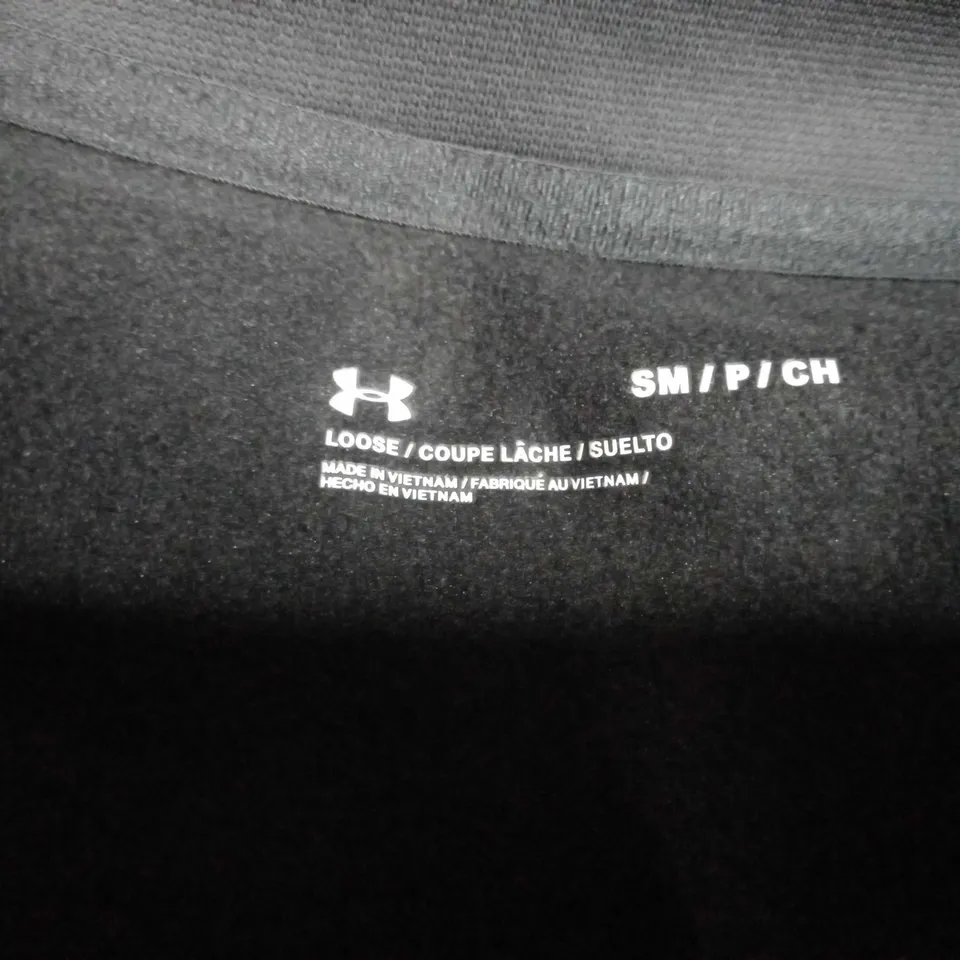 SM / P / CH
LOOSE / COUPE LÂCHE / SUELTO
MADE IN VIETNAM / FABRIQUÉ AU VIETNAM /
HECHO EN VIETNAM